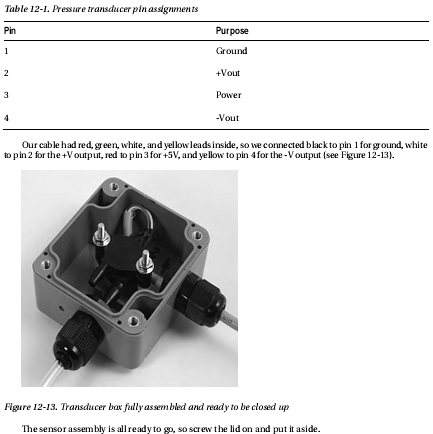 Table 12-1. Pressure transducer pin assignments
Pin Purpose
1 Ground
2 +Vout
3 Power
4 -Vout
Our cable had red, green, white, and yellow leads inside, so we connected black to pin 1 for ground, white
to pin 2 for the +V output, red to pin 3 for +5V, and yellow to pin 4 for the -V output (see Figure 12-13).
Figure 12-13. Transducer box fully assembled and ready to be closed up
The sensor assembly is all ready to go, so screw the lid on and put it aside.